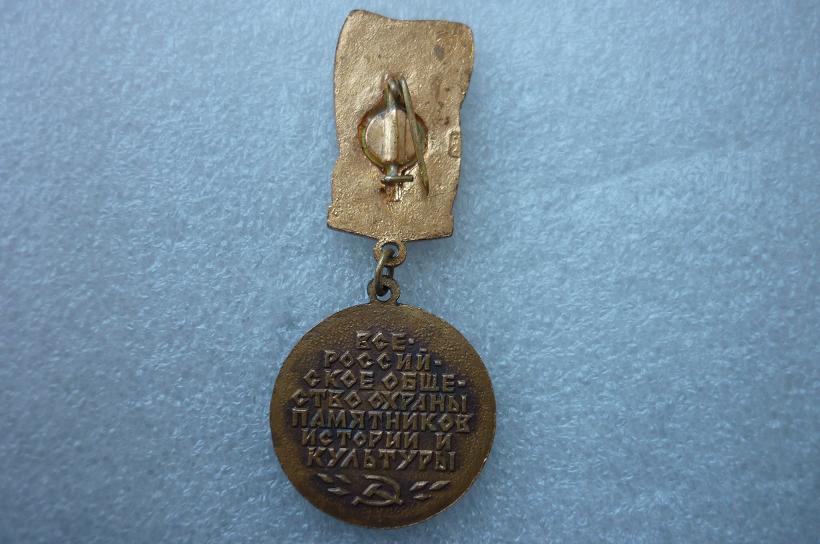 ВСЕ-
РОССИЙ-
СКОЕ ОБЩЕ-
СТВО ОХРАНЫ
ПАМЯТНИКОВ
ИСТОРИИ И
КУЛЬТУРЫ